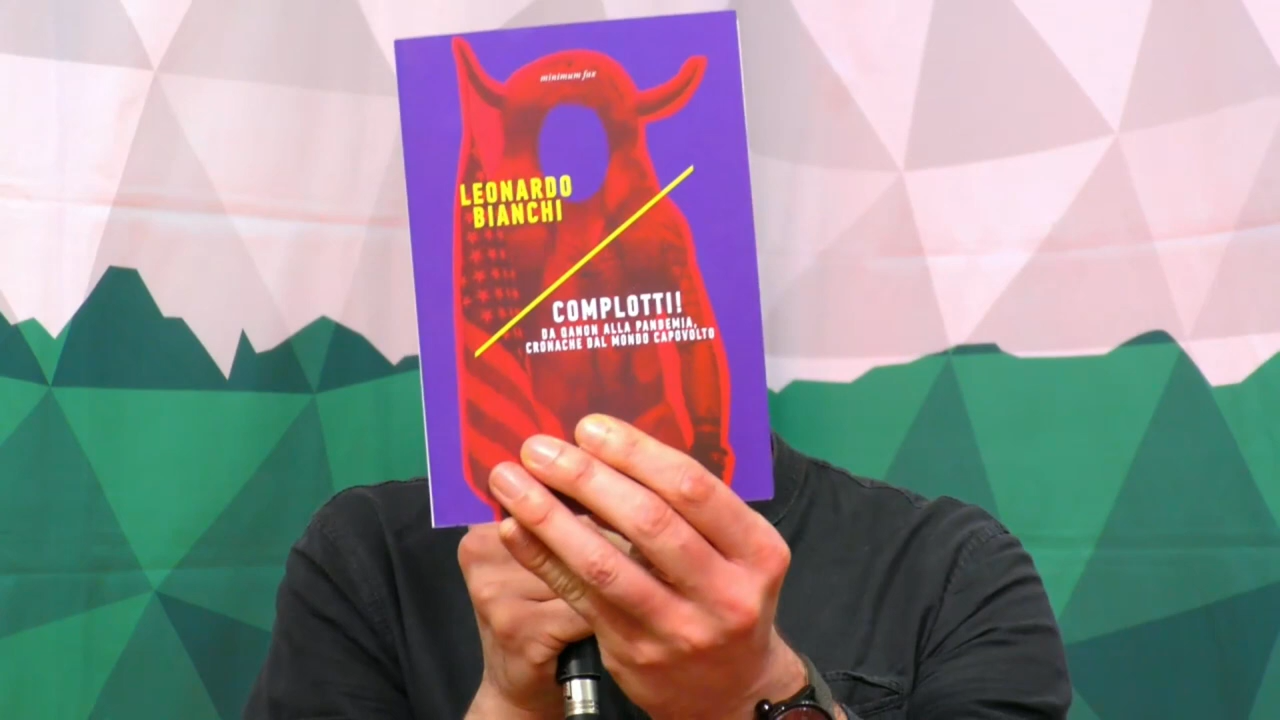 minimum fax
LEONARDO
BIANCHI
COMPLOTTI!
DA QANON ALLA PANDEMIA,
CRONACHE DAL MONDO CAPOVOLTO